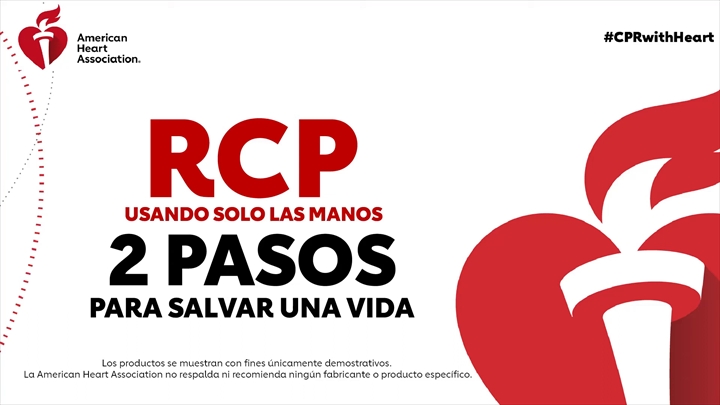 American
Heart
Association®
#CPRwithHeart
RCP
USANDO SOLO LAS MANOS
2 PASOS
PARA SALVAR UNA VIDA
Los productos se muestran con fines únicamente demostrativos.
La American Heart Association no respalda ni recomienda ningún fabricante o producto específico.